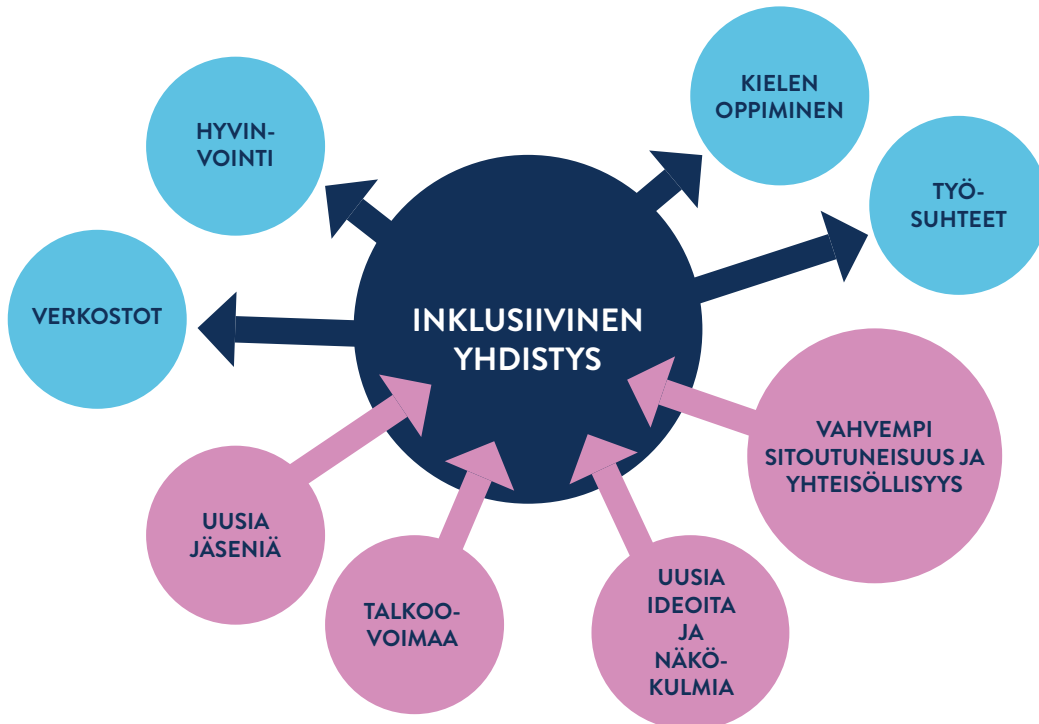 KIELEN
OPPIMINEN
HYVIN-
VOINTI
TYÖ-
SUHTEET
VERKOSTOT
INKLUSIIVINEN
YHDISTYS
VAHVEMPI
SITOUTUNEISUUS JA
YHTEISÖLLISYYS
UUSIA
JÄSENIÄ
TALKOO-
VOIMAA
UUSIA
IDEOITA
JA
NÄKÖ-
KULMIA